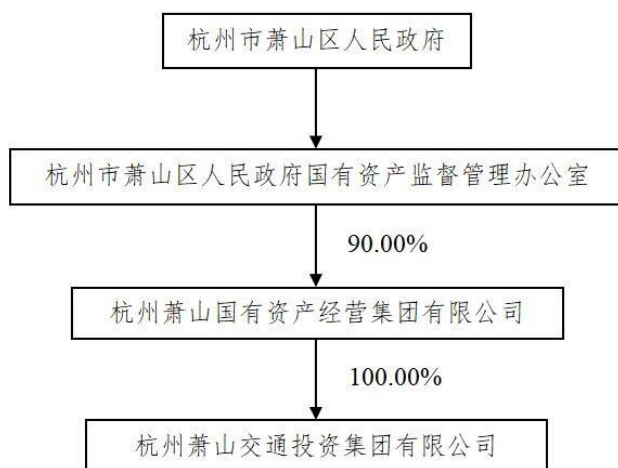 杭州市萧山区人民政府
杭州市萧山区人民政府国有资产监督管理办公室
90.00%
杭州萧山国有资产经营集团有限公司
100.00%
杭州萧山交通投资集团有限公司